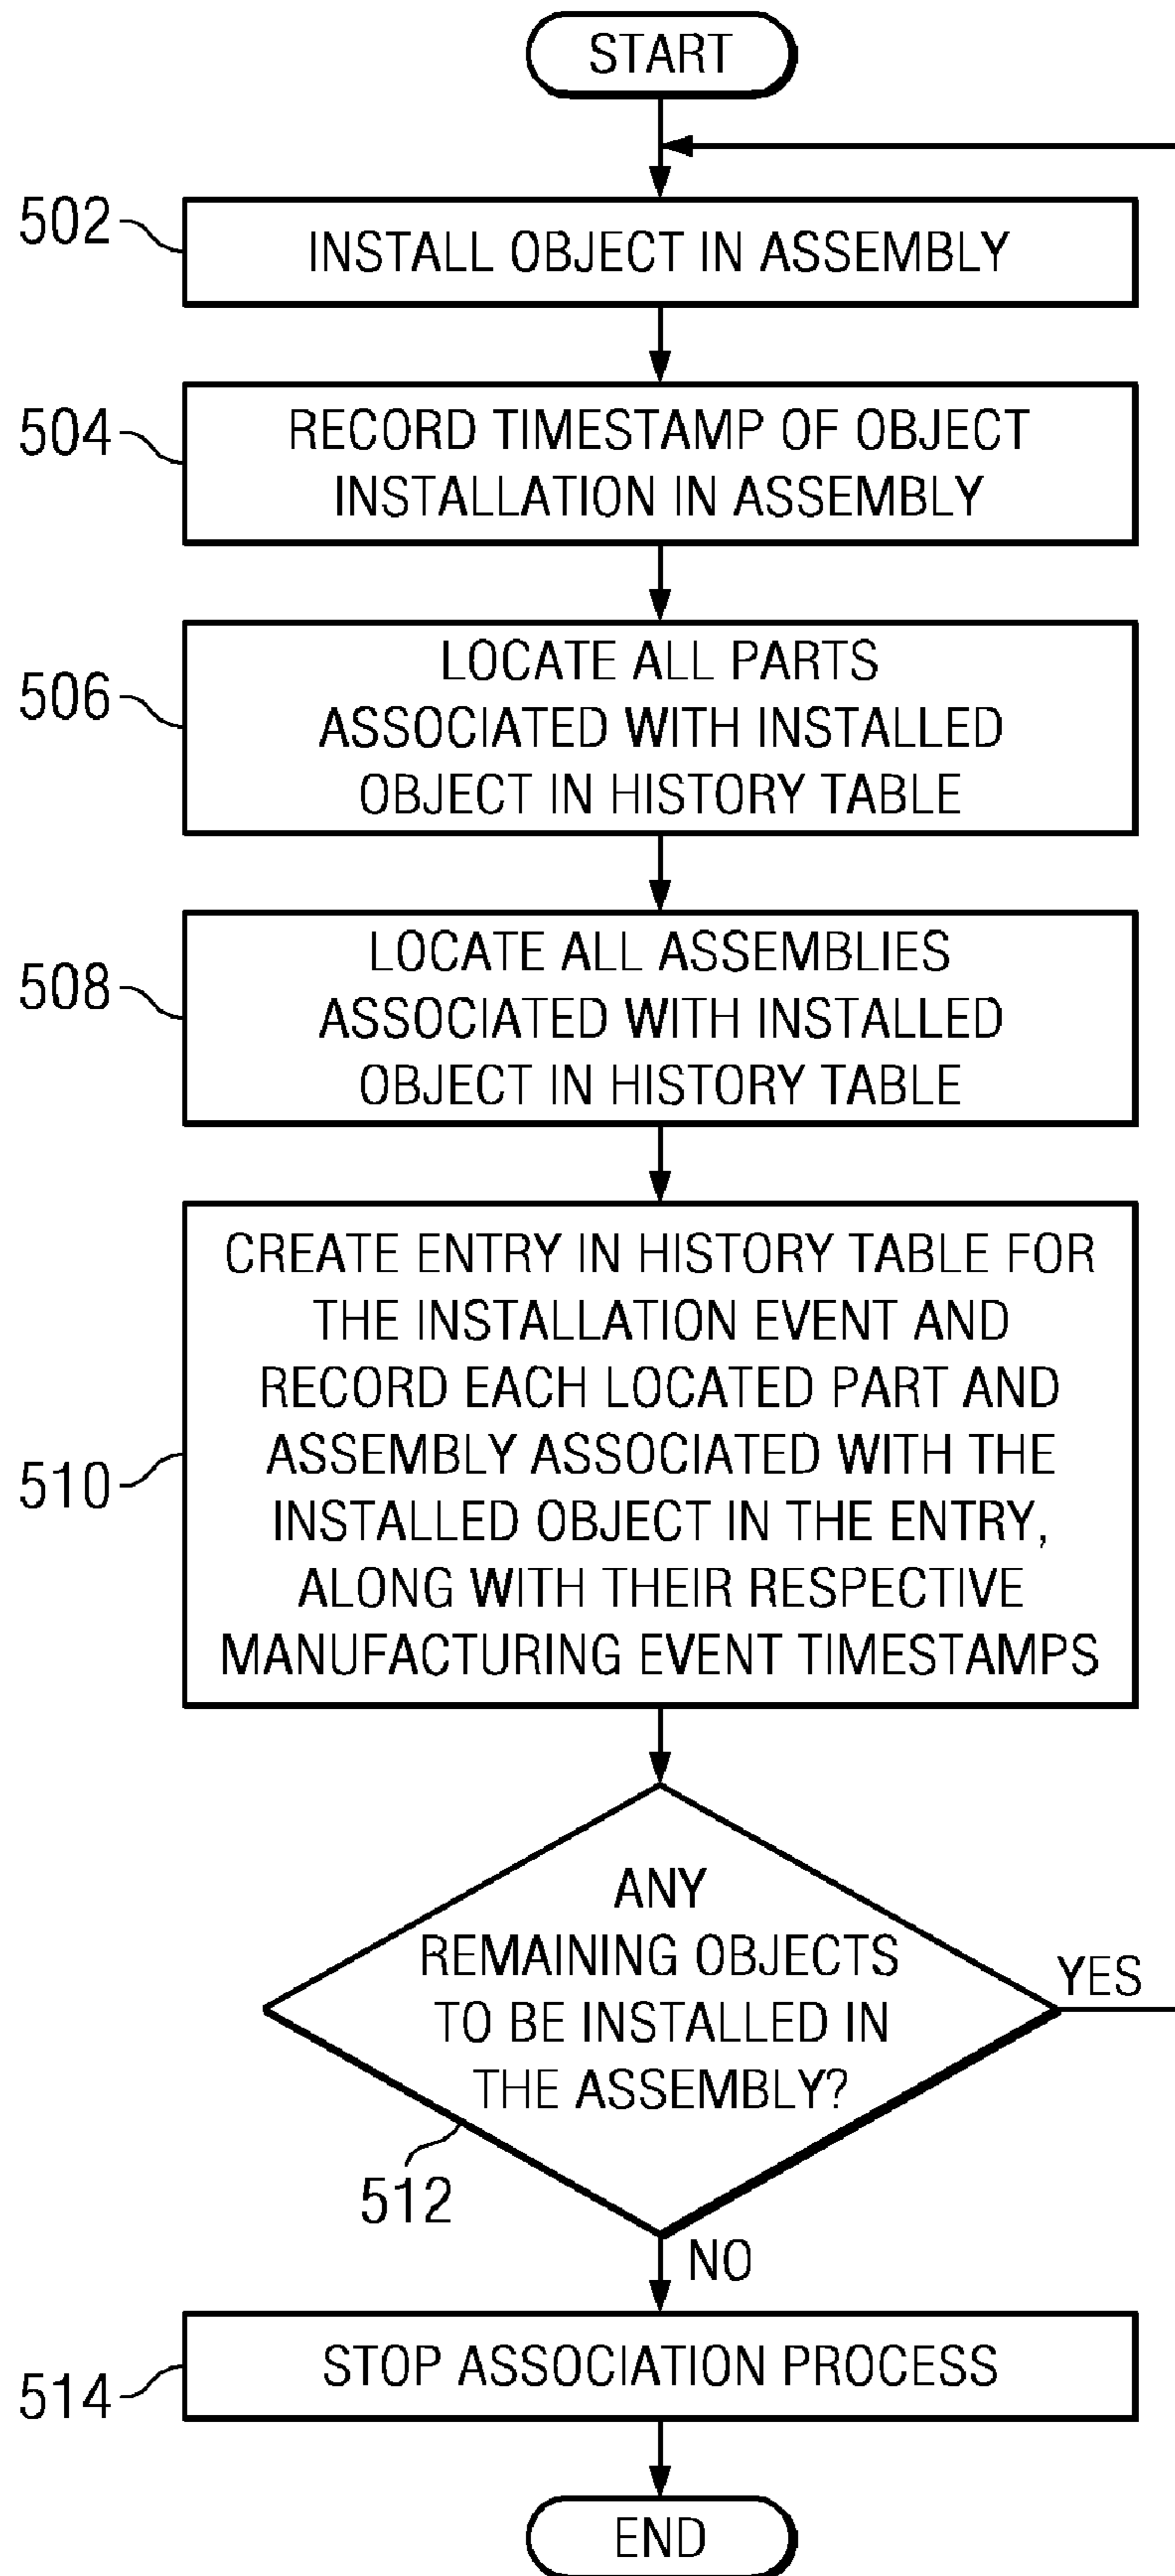 START
502
INSTALL OBJECT IN ASSEMBLY
504
RECORD TIMESTAMP OF OBJECT
INSTALLATION IN ASSEMBLY
506
LOCATE ALL PARTS
ASSOCIATED WITH INSTALLED
OBJECT IN HISTORY TABLE
508
LOCATE ALL ASSEMBLIES
ASSOCIATED WITH INSTALLED
OBJECT IN HISTORY TABLE
510
CREATE ENTRY IN HISTORY TABLE FOR
THE INSTALLATION EVENT AND
RECORD EACH LOCATED PART AND
ASSEMBLY ASSOCIATED WITH THE
INSTALLED OBJECT IN THE ENTRY,
ALONG WITH THEIR RESPECTIVE
MANUFACTURING EVENT TIMESTAMPS
ANY
REMAINING OBJECTS
TO BE INSTALLED IN
THE ASSEMBLY?
YES
512
NO
514
STOP ASSOCIATION PROCESS
END